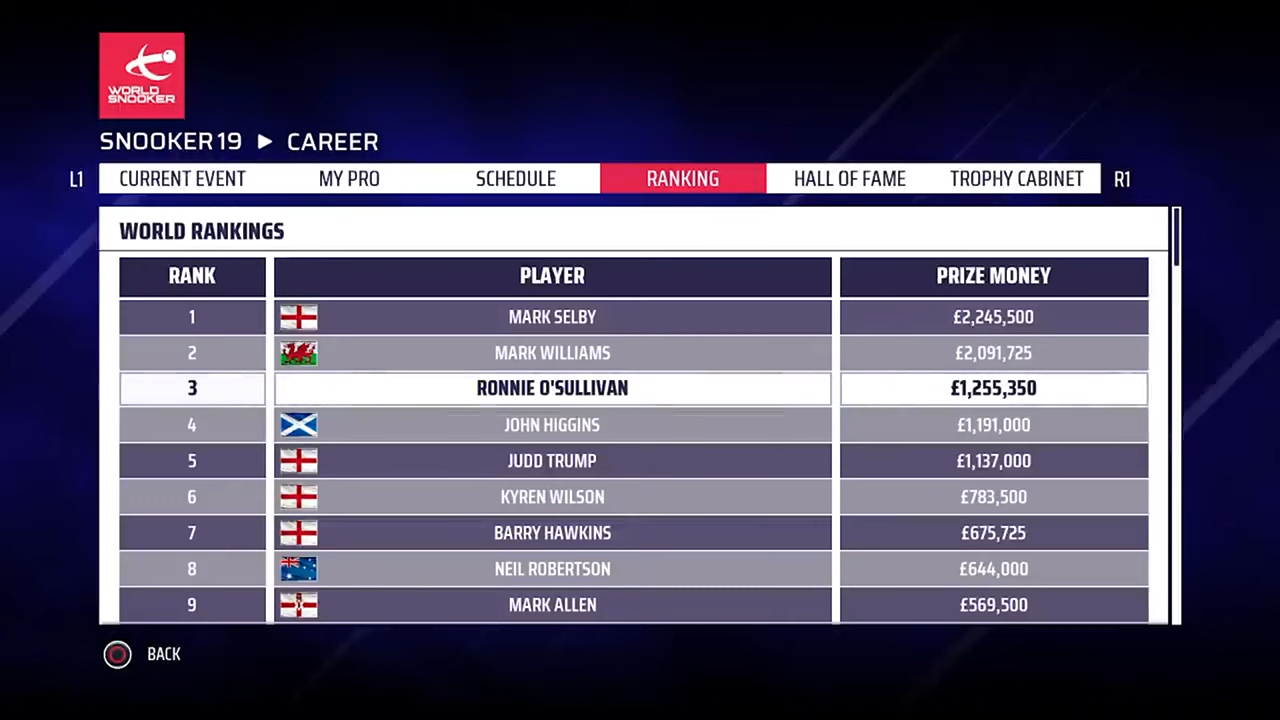 WORLD
SNOOKER
SNOOKER 19 ► CAREER
L1 CURRENT EVENT MY PRO SCHEDULE RANKING HALL OF FAME TROPHY CABINET R1
WORLD RANKINGS
RANK PLAYER PRIZE MONEY
1 MARK SELBY £2,245,500
2 MARK WILLIAMS £2,091,725
3 RONNIE O'SULLIVAN £1,255,350
4 JOHN HIGGINS £1,191,000
5 JUDD TRUMP £1,137,000
6 KYREN WILSON £783,500
7 BARRY HAWKINS £675,725
8 NEIL ROBERTSON £644,000
9 MARK ALLEN £569,500
BACK